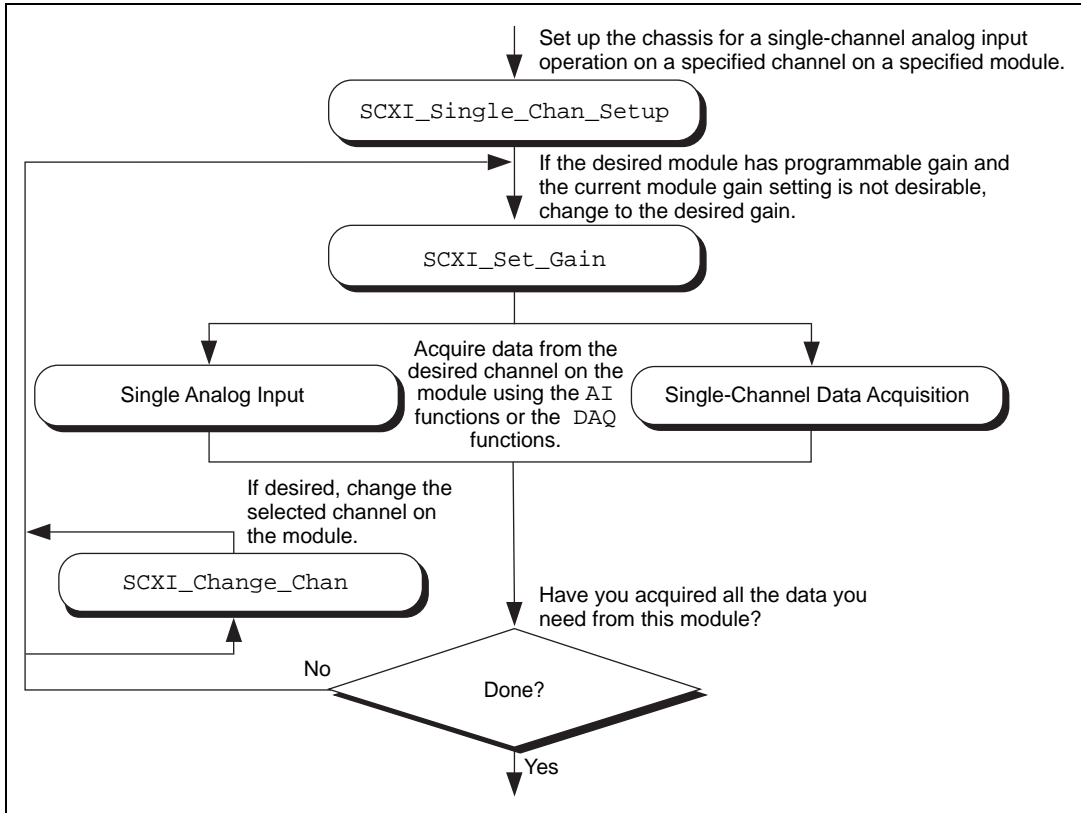 Set up the chassis for a single-channel analog input
operation on a specified channel on a specified module.
SCXI_Single_Chan_Setup
If the desired module has programmable gain and
the current module gain setting is not desirable,
change to the desired gain.
SCXI_Set_Gain
Single Analog Input
Acquire data from the
desired channel on the
module using the AI
functions or the DAQ
functions.
Single-Channel Data Acquisition
If desired, change the
selected channel on
the module.
SCXI_Change_Chan
Have you acquired all the data you
need from this module?
No
Done?
Yes